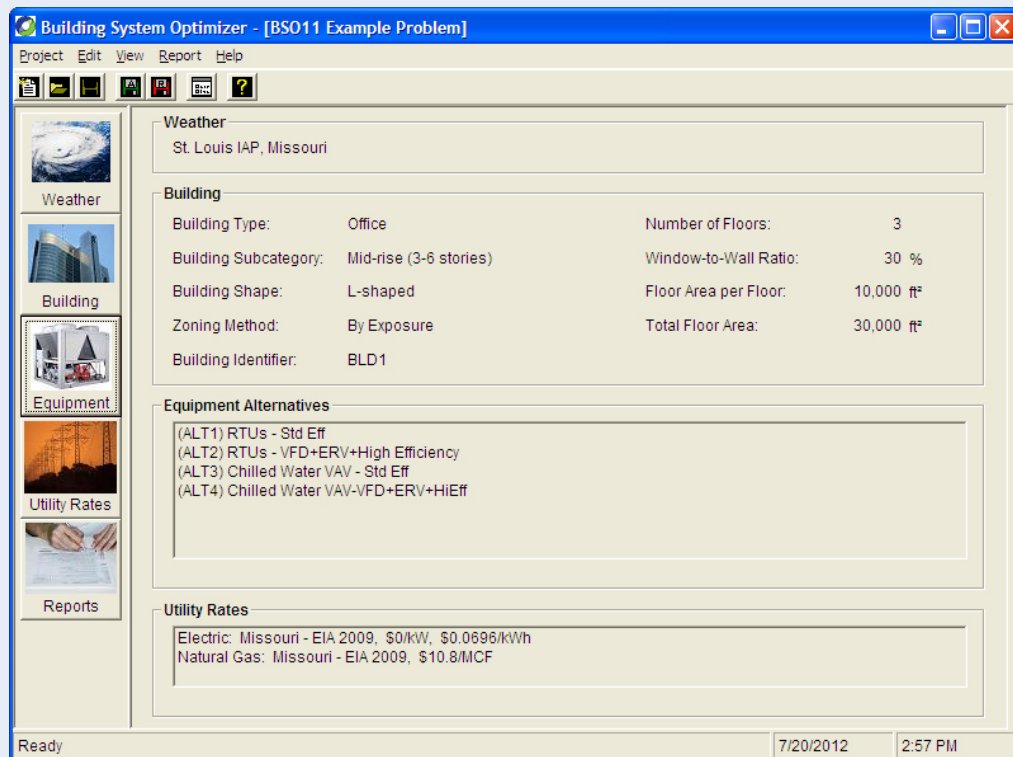 Building System Optimizer - [BSO11 Example Problem]
Project Edit View Report Help
Weather
Building
Equipment
Utility Rates
Reports
Weather
St. Louis IAP, Missouri
Building
Building Type: Office
Number of Floors: 3
Building Subcategory: Mid-rise (3-6 stories)
Window-to-Wall Ratio: 30 %
Building Shape: L-shaped
Floor Area per Floor: 10,000 ft²
Zoning Method: By Exposure
Total Floor Area: 30,000 ft²
Building Identifier: BLD1
Equipment Alternatives
(ALT1) RTUs - Std Eff
(ALT2) RTUs - VFD+ERV+High Efficiency
(ALT3) Chilled Water VAV - Std Eff
(ALT4) Chilled Water VAV-VFD+ERV+HiEff
Utility Rates
Electric: Missouri - EIA 2009, $0/kW, $0.0696/kWh
Natural Gas: Missouri - EIA 2009, $10.8/MCF
Ready 7/20/2012 2:57 PM